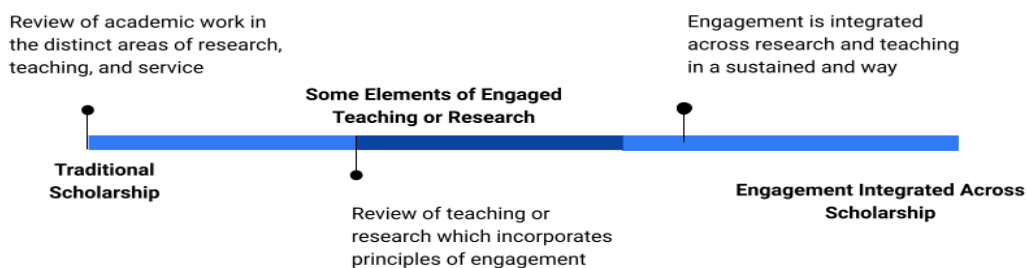 Review of academic work in
the distinct areas of research,
teaching, and service
Engagement is integrated
across research and teaching
in a sustained and way
Some Elements of Engaged
Teaching or Research
Traditional
Scholarship
Engagement Integrated Across
Scholarship
Review of teaching or
research which incorporates
principles of engagement